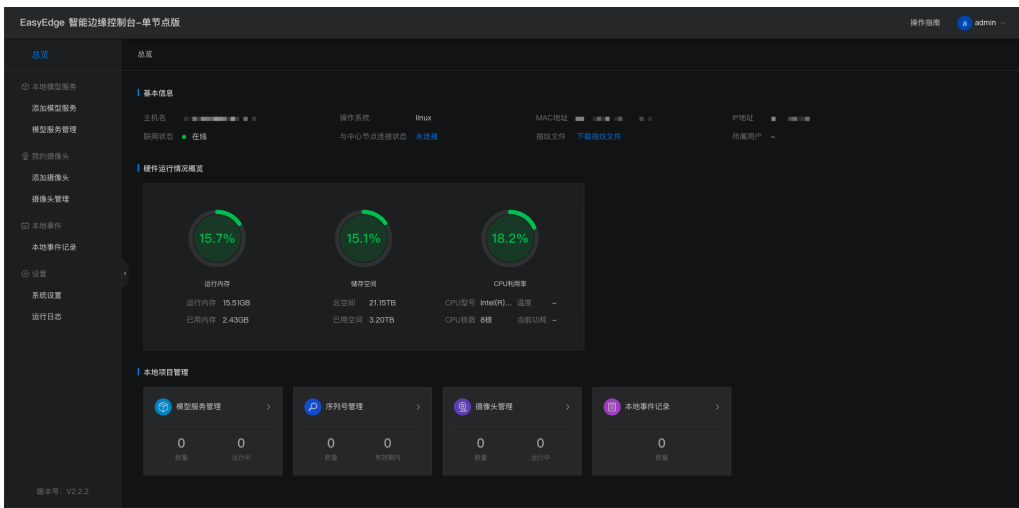 EasyEdge 智能边缘控制台-单节点版
操作指南 a admin
总览
总览
本地模型服务
添加模型服务
模型服务管理
我的摄像头
添加摄像头
摄像头管理
本地事件
本地事件记录
设置
系统设置
运行日志
版本号: V2.2.2
基本信息
主机名 操作系统 linux MAC地址 IP地址
联网状态 在线 与中心节点连接状态 未连接 指纹文件 下载指纹文件 所属用户 -
硬件运行情况概览
15.7% 15.1% 18.2%
运行内存 储存空间 CPU利用率
运行内存 15.51GB 总空间 21.15TB CPU型号 Intel(R)... 温度 -
已用内存 2.43GB 已用空间 3.20TB CPU核数 8核 当前功耗 -
本地项目管理
模型服务管理 序列号管理 摄像头管理 本地事件记录
0 0 0 0 0 0 0
数量 运行中 数量 有效期内 数量 运行中 数量